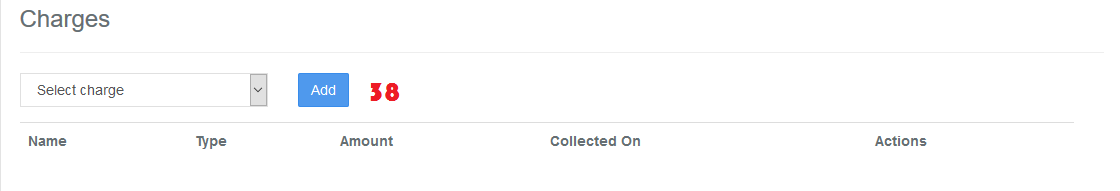 Charges
Select charge Add 38
Name Type Amount Collected On Actions